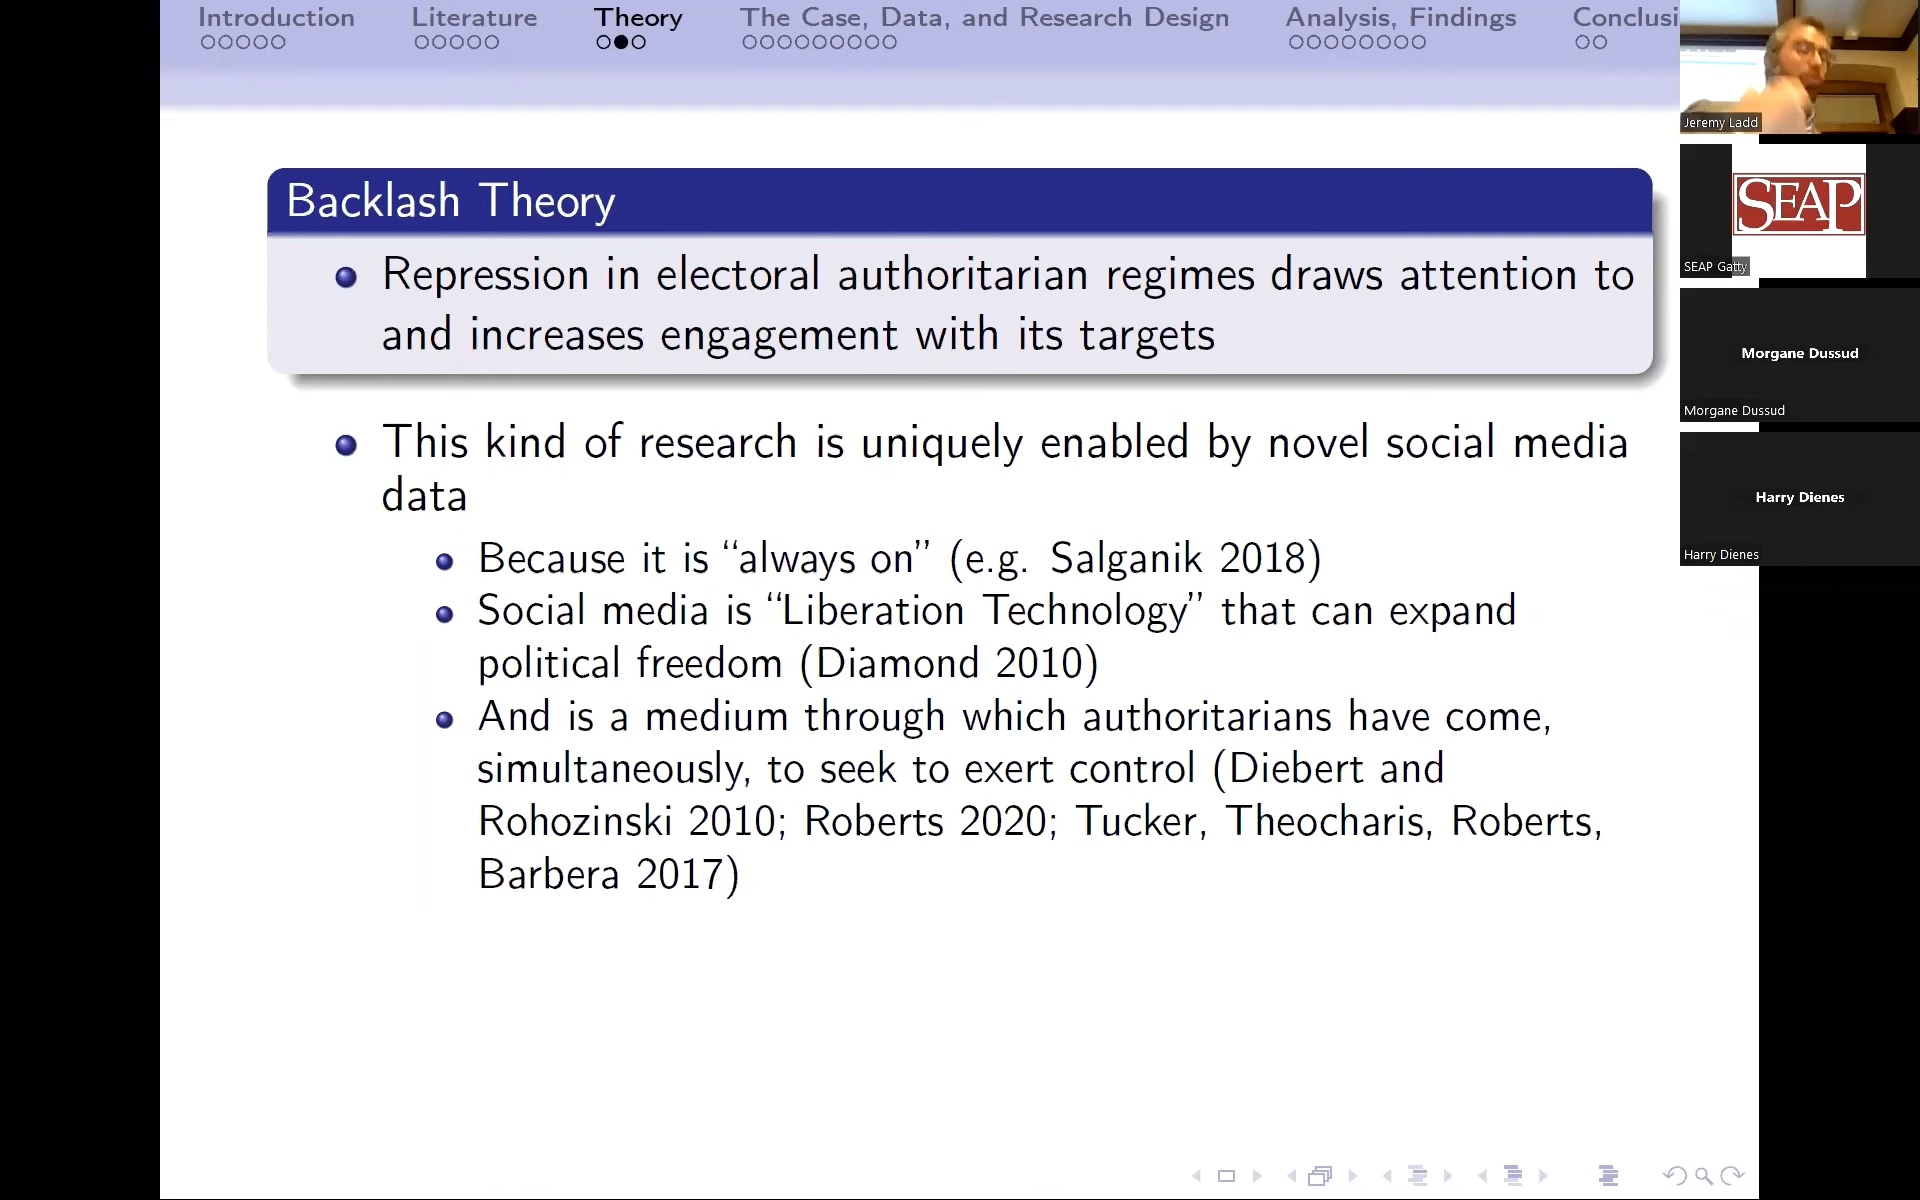 Introduction Literature Theory The Case, Data, and Research Design Analysis, Findings Conclusi
Backlash Theory
Repression in electoral authoritarian regimes draws attention to
and increases engagement with its targets
This kind of research is uniquely enabled by novel social media
data
Because it is “always on” (e.g. Salganik 2018)
Social media is “Liberation Technology” that can expand
political freedom (Diamond 2010)
And is a medium through which authoritarians have come,
simultaneously, to seek to exert control (Diebert and
Rohozinski 2010; Roberts 2020; Tucker, Theocharis, Roberts,
Barbera 2017)
Jeremy Ladd
SEAP
SEAP Gatty
Morgane Dussud
Morgane Dussud
Harry Dienes
Harry Dienes